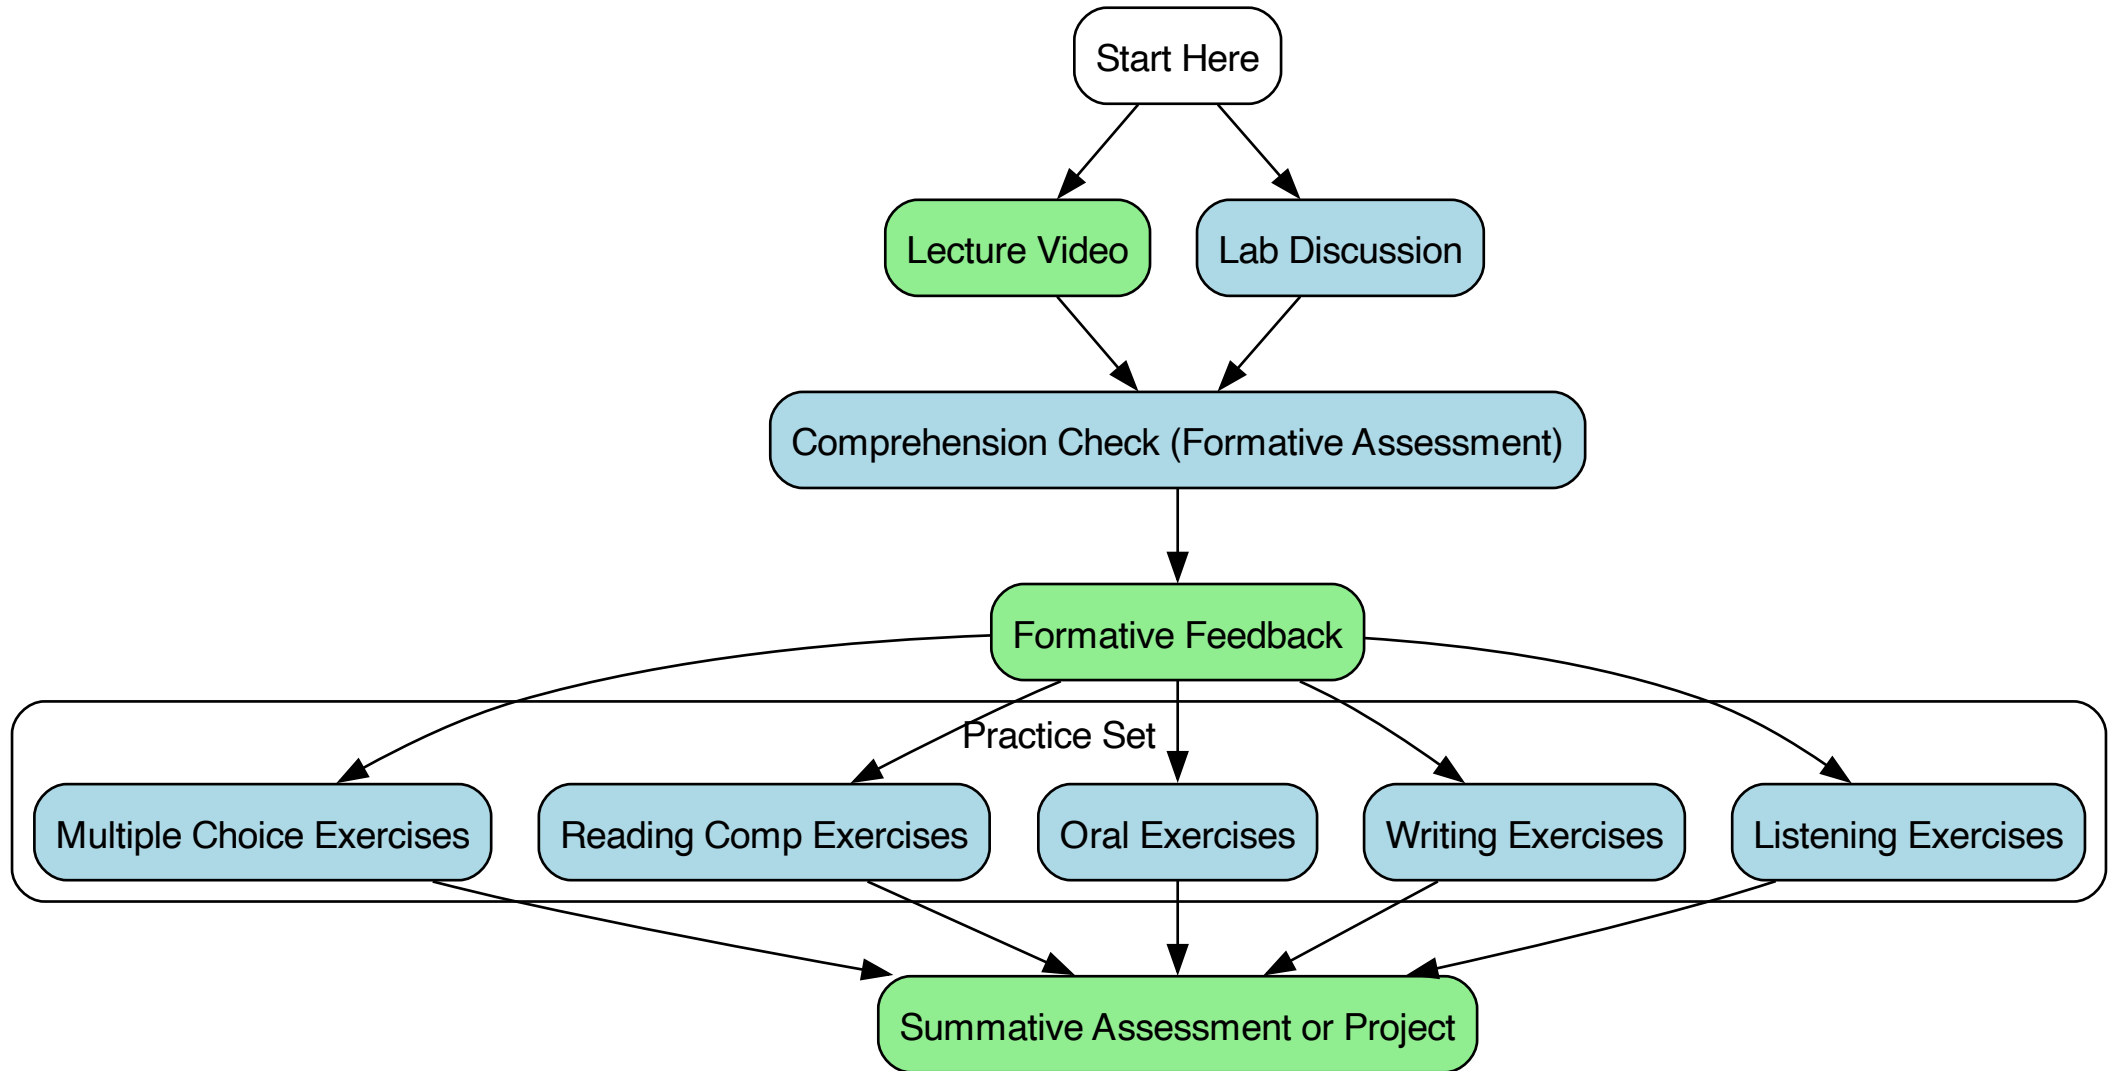 Start Here
Lecture Video
Lab Discussion
Comprehension Check (Formative Assessment)
Formative Feedback
Practice Set
Multiple Choice Exercises
Reading Comp Exercises
Oral Exercises
Writing Exercises
Listening Exercises
Summative Assessment or Project